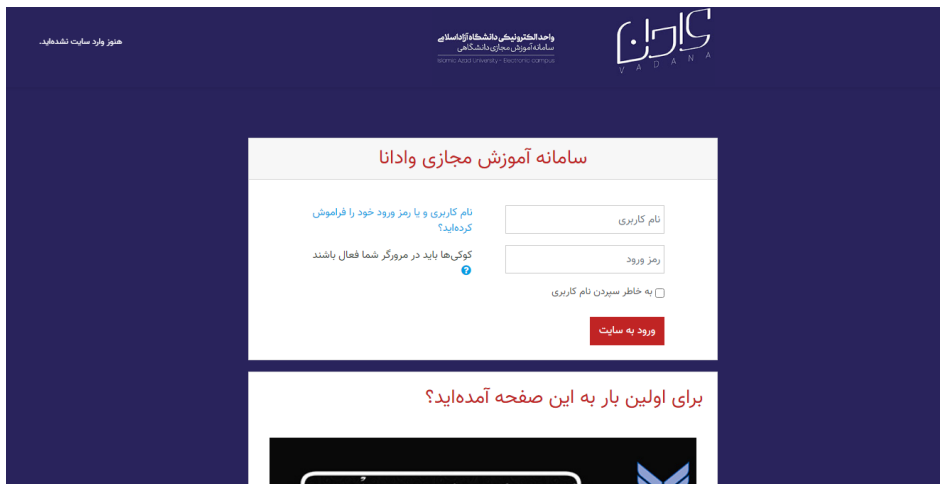 وادانا
VADANA
واحد الکترونیکی دانشگاه آزاد اسلامی
سامانه آموزش مجازی دانشگاهی
Islamic Azad University - Electronic campus
هنوز وارد سایت نشده‌اید.
سامانه آموزش مجازی وادانا
نام کاربری
رمز ورود
به خاطر سپردن نام کاربری
ورود به سایت
نام کاربری و یا رمز ورود خود را فراموش
کرده‌اید؟
کوکی‌ها باید در مرورگر شما فعال باشند
برای اولین بار به این صفحه آمده‌اید؟